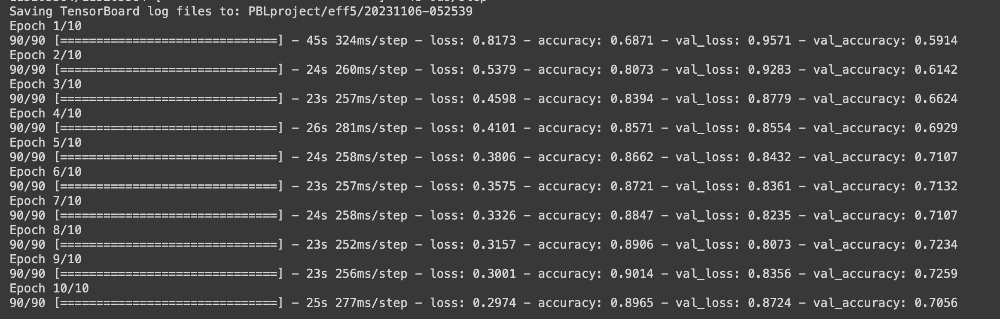 Saving TensorBoard log files to: PBLproject/eff5/20231106-052539
Epoch 1/10
90/90 [==============================] - 45s 324ms/step - loss: 0.8173 - accuracy: 0.6871 - val_loss: 0.9571 - val_accuracy: 0.5914
Epoch 2/10
90/90 [==============================] - 24s 260ms/step - loss: 0.5379 - accuracy: 0.8073 - val_loss: 0.9283 - val_accuracy: 0.6142
Epoch 3/10
90/90 [==============================] - 23s 257ms/step - loss: 0.4598 - accuracy: 0.8394 - val_loss: 0.8779 - val_accuracy: 0.6624
Epoch 4/10
90/90 [==============================] - 26s 281ms/step - loss: 0.4101 - accuracy: 0.8571 - val_loss: 0.8554 - val_accuracy: 0.6929
Epoch 5/10
90/90 [==============================] - 24s 258ms/step - loss: 0.3806 - accuracy: 0.8662 - val_loss: 0.8432 - val_accuracy: 0.7107
Epoch 6/10
90/90 [==============================] - 23s 257ms/step - loss: 0.3575 - accuracy: 0.8721 - val_loss: 0.8361 - val_accuracy: 0.7132
Epoch 7/10
90/90 [==============================] - 24s 258ms/step - loss: 0.3326 - accuracy: 0.8847 - val_loss: 0.8235 - val_accuracy: 0.7107
Epoch 8/10
90/90 [==============================] - 23s 252ms/step - loss: 0.3157 - accuracy: 0.8906 - val_loss: 0.8073 - val_accuracy: 0.7234
Epoch 9/10
90/90 [==============================] - 23s 256ms/step - loss: 0.3001 - accuracy: 0.9014 - val_loss: 0.8356 - val_accuracy: 0.7259
Epoch 10/10
90/90 [==============================] - 25s 277ms/step - loss: 0.2974 - accuracy: 0.8965 - val_loss: 0.8724 - val_accuracy: 0.7056